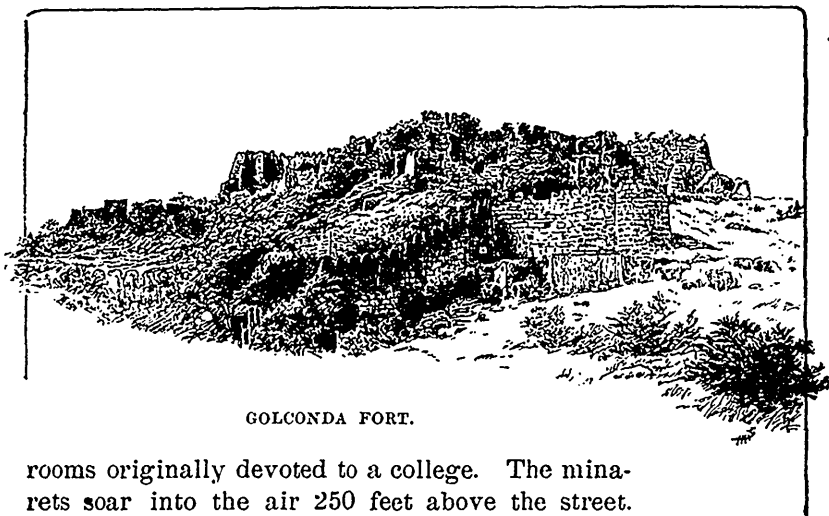 GOLCONDA FORT.
rooms originally devoted to a college. The mina-
rets soar into the air 250 feet above the street.